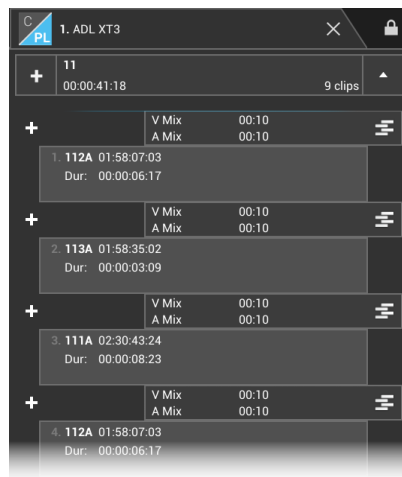 C
PL
1. ADL XT3
11
00:00:41:18
9 clips
V Mix 00:10
A Mix 00:10
1. 112A 01:58:07:03
Dur: 00:00:06:17
V Mix 00:10
A Mix 00:10
2. 113A 01:58:35:02
Dur: 00:00:03:09
V Mix 00:10
A Mix 00:10
3. 111A 02:30:43:24
Dur: 00:00:08:23
V Mix 00:10
A Mix 00:10
4. 112A 01:58:07:03
Dur: 00:00:06:17